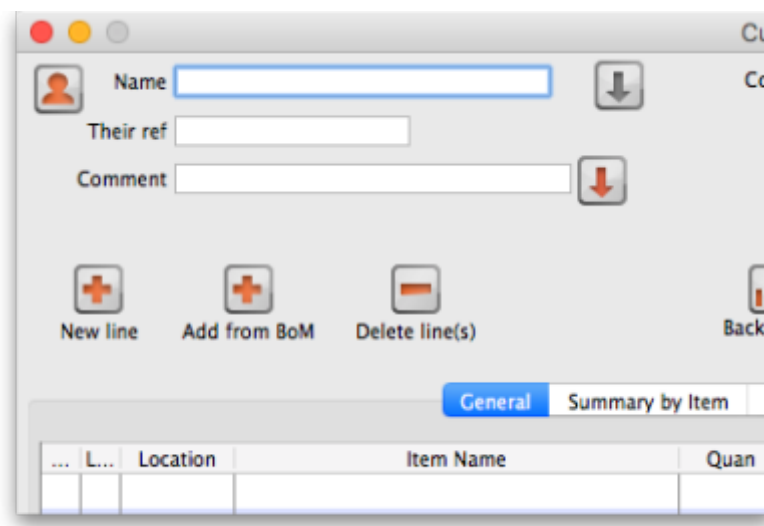 Cu
Name
Co
Their ref
Comment
New line Add from BoM Delete line(s) Back
General Summary by Item
... L... Location Item Name Quan